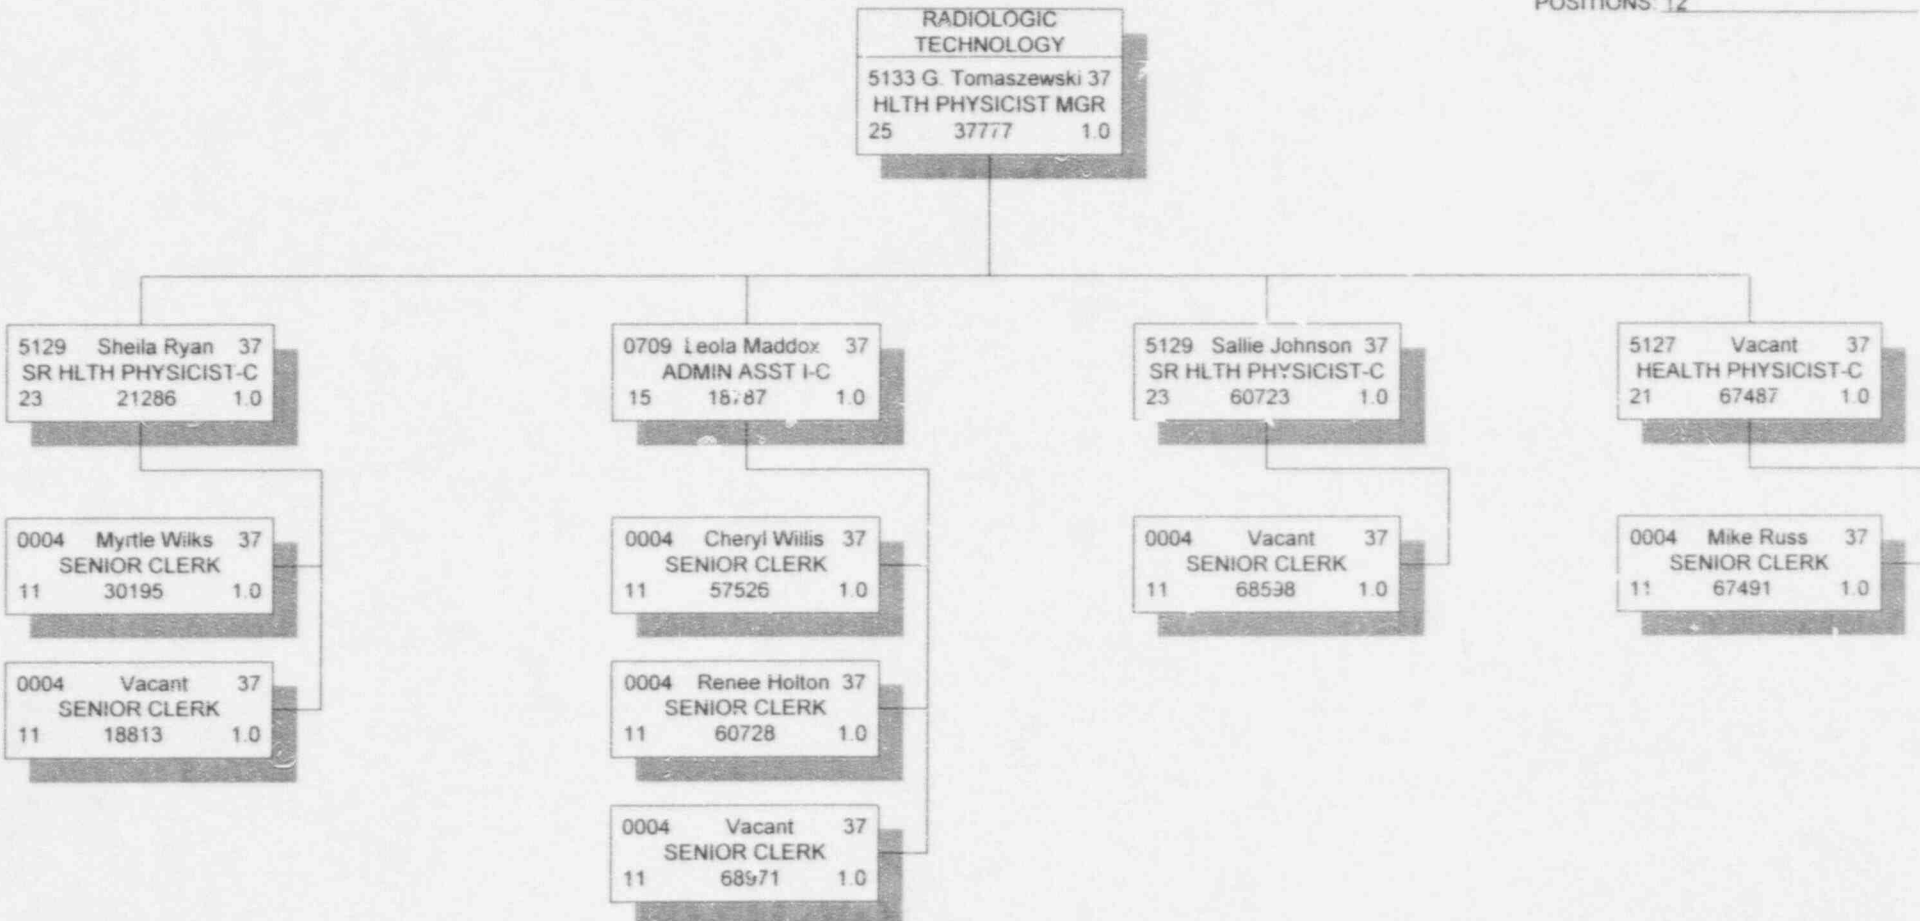 POSITIONS: 12
RADIOLOGIC
TECHNOLOGY
5133 G. Tomaszewski 37
HLTH PHYSICIST MGR
25 37777 1.0
5129 Sheila Ryan 37
SR HLTH PHYSICIST-C
23 21286 1.0
0709 Leola Maddox 37
ADMIN ASST I-C
15 1.0
5129 Sallie Johnson 37
SR HLTH PHYSICIST-C
23 60723 1.0
5127 Vacant 37
HEALTH PHYSICIST-C
21 67487 1.0
0004 Myrtle Wilks 37
SENIOR CLERK
11 30195 1.0
0004 Vacant 37
SENIOR CLERK
11 18813 1.0
0004 Cheryl Willis 37
SENIOR CLERK
11 57526 1.0
0004 Renee Holton 37
SENIOR CLERK
11 60728 1.0
0004 Vacant 37
SENIOR CLERK
11 68971 1.0
0004 Vacant 37
SENIOR CLERK
11 68598 1.0
0004 Mike Russ 37
SENIOR CLERK
11 67491 1.0